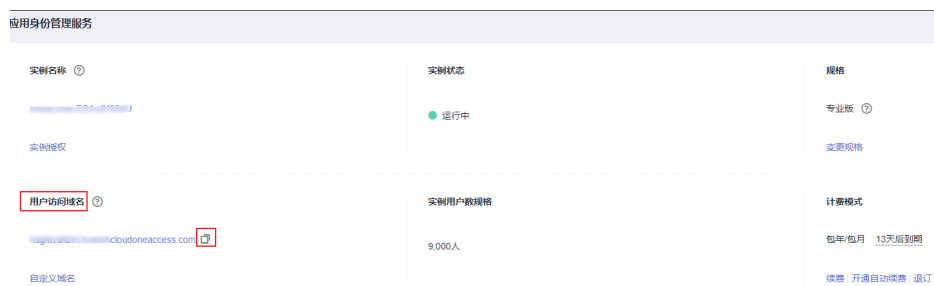 应用身份管理服务
实例名称 ?
实例状态
规格
运行中
专业版 ?
实例授权
变更规格
用户访问域名 ?
实例用户数规格
计费模式
cloudoneaccess.com
9,000人
包年/包月 13天后到期
自定义域名
续费 开通自动续费 退订